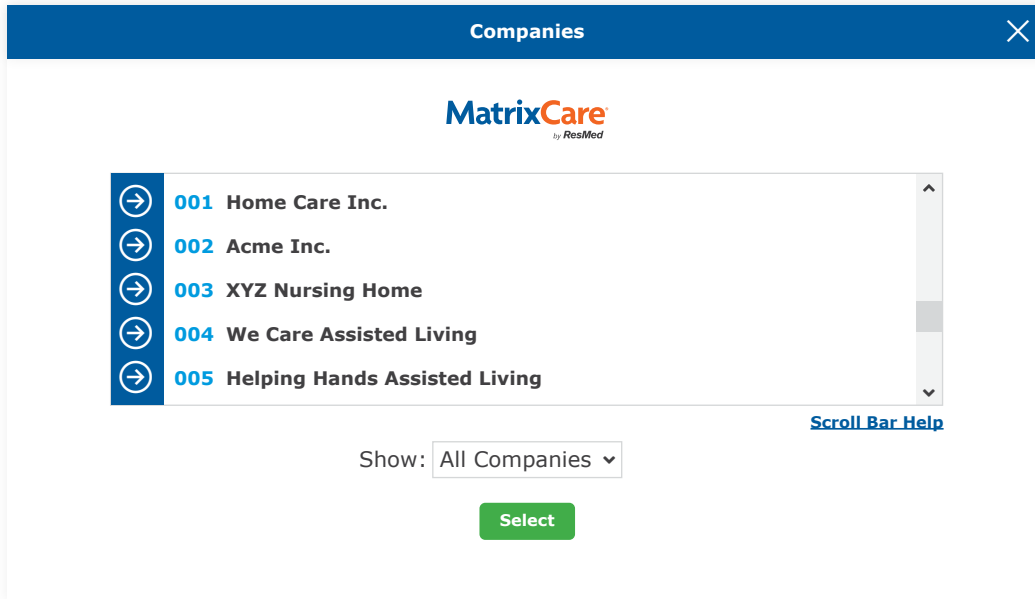 Companies
MatrixCare
by ResMed
001 Home Care Inc.
002 Acme Inc.
003 XYZ Nursing Home
004 We Care Assisted Living
005 Helping Hands Assisted Living
Scroll Bar Help
Show: All Companies
Select